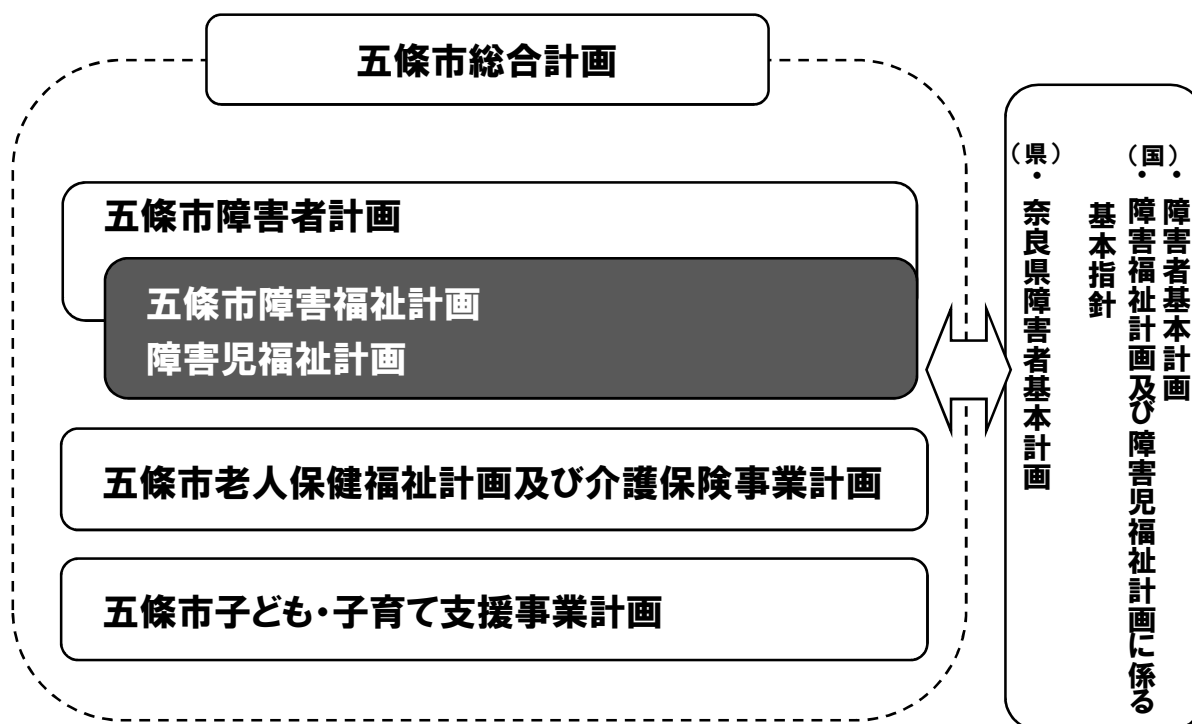 五條市総合計画
五條市障害者計画
五條市障害福祉計画
障害児福祉計画
五條市老人保健福祉計画及び介護保険事業計画
五條市子ども・子育て支援事業計画
（国）・障害者基本計画
・障害福祉計画及び障害児福祉計画に係る
基本指針
（県）・奈良県障害者基本計画